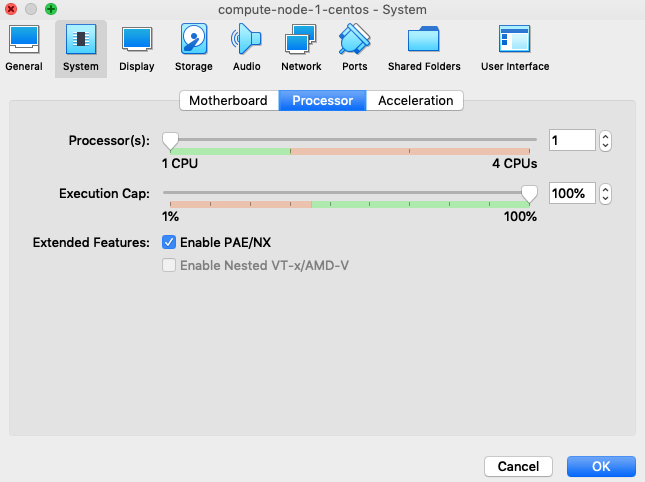 compute-node-1-centos - System
General System Display Storage Audio Network Ports Shared Folders User Interface
Motherboard Processor Acceleration
Processor(s): 1
1 CPU 4 CPUs
Execution Cap: 100%
1% 100%
Extended Features: Enable PAE/NX
Enable Nested VT-x/AMD-V
Cancel OK